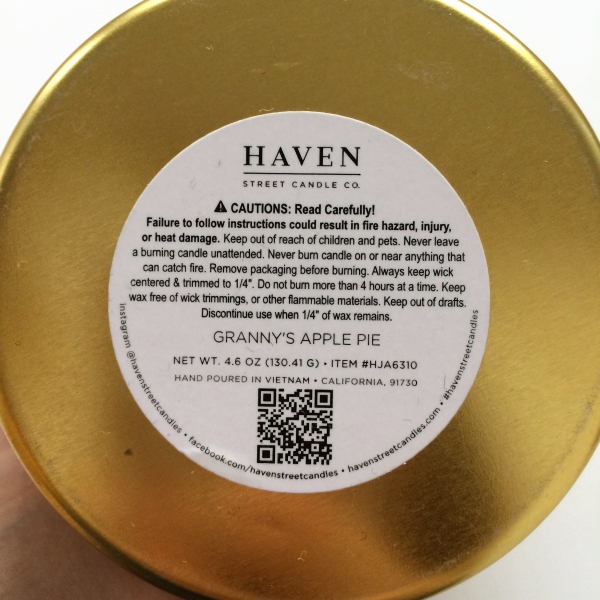 HAVEN
STREET CANDLE CO.
⚠ CAUTIONS: Read Carefully!
Failure to follow instructions could result in fire hazard, injury,
or heat damage. Keep out of reach of children and pets. Never leave
a burning candle unattended. Never burn candle on or near anything that
can catch fire. Remove packaging before burning. Always keep wick
centered & trimmed to 1/4". Do not burn more than 4 hours at a time. Keep
wax free of wick trimmings, or other flammable materials. Keep out of drafts.
Discontinue use when 1/4" of wax remains.
GRANNY'S APPLE PIE
NET WT. 4.6 OZ (130.41 G) • ITEM #HJA6310
HAND POURED IN VIETNAM • CALIFORNIA, 91730
instagram @havenstreetcandles • facebook.com/havenstreetcandles • havenstreetcandles.com • #havenstreetcandles